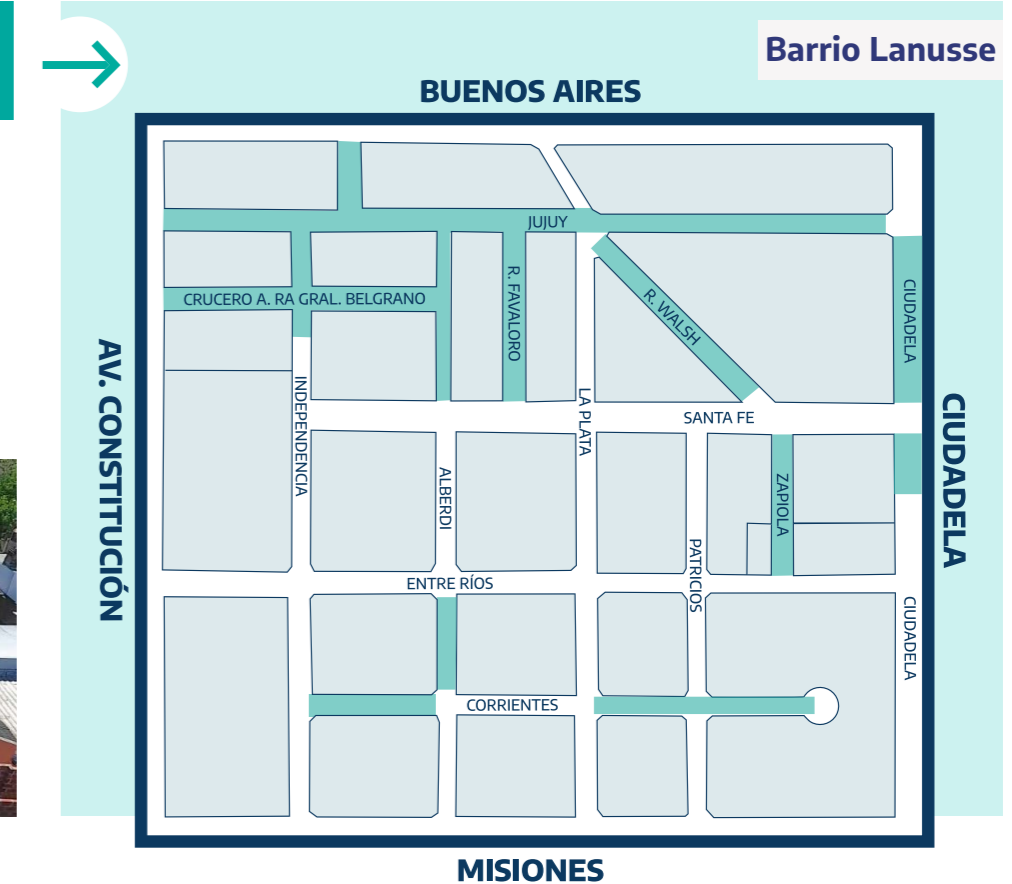 Barrio Lanusse
BUENOS AIRES
JUJUY
CRUCERO A. RA GRAL. BELGRANO
R. FAVALORO
R. WALSH
CIUDADELA
AV. CONSTITUCIÓN
INDEPENDENCIA
LA PLATA
SANTA FE
CIUDADELA
ALBERDI
ZAPIOLA
PATRICIOS
ENTRE RÍOS
CIUDADELA
CORRIENTES
MISIONES